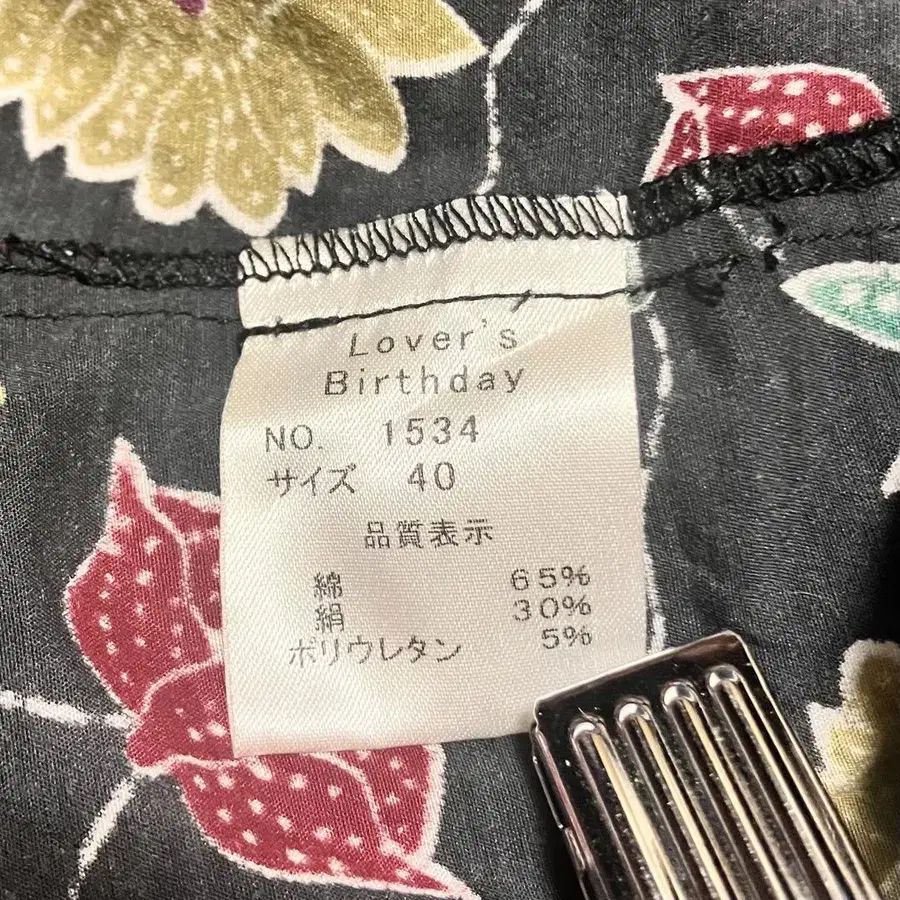 Lover's
Birthday
NO. 1534
サイズ 40
品質表示
綿 65%
絹 30%
ポリウレタン 5%